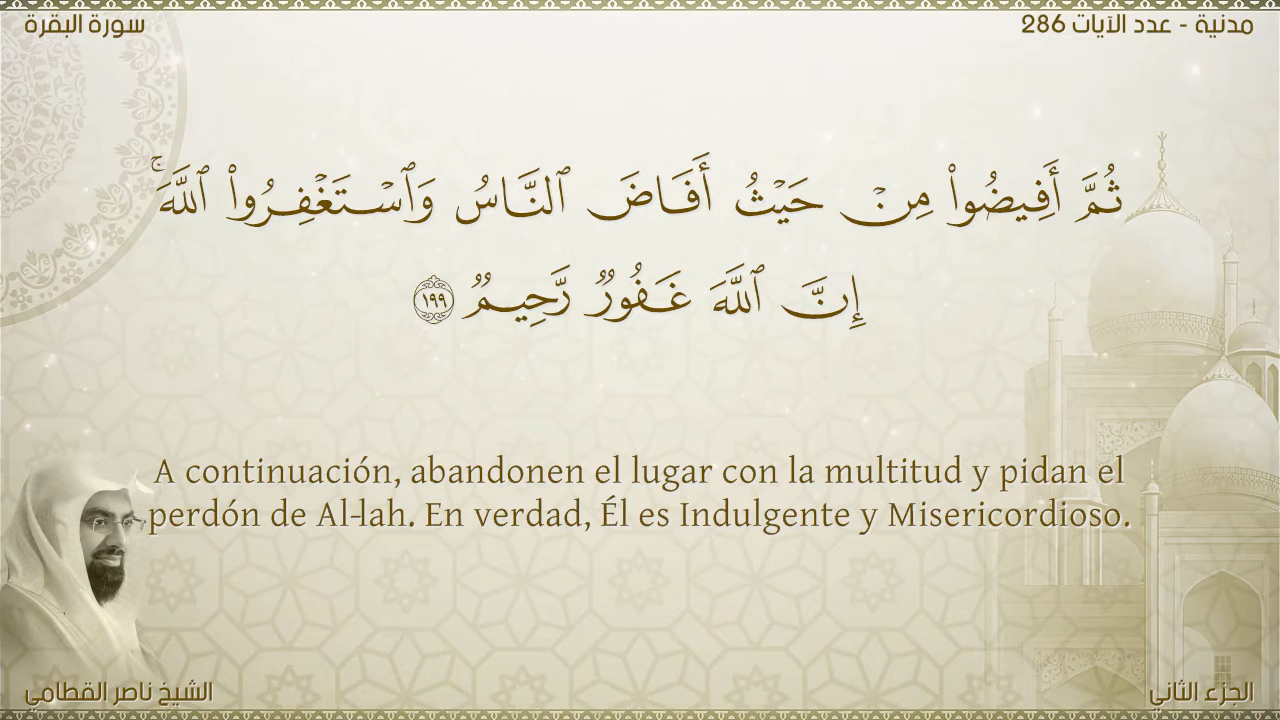 مدنية - عدد الآيات 286
سورة البقرة
ثُمَّ أَفِيضُوا۟ مِنْ حَيْثُ أَفَاضَ ٱلنَّاسُ وَٱسْتَغْفِرُوا۟ ٱللَّهَ ۚ
إِنَّ ٱللَّهَ غَفُورٌ رَّحِيمٌ ١٩٩
A continuación, abandonen el lugar con la multitud y pidan el
perdón de Al-lah. En verdad, Él es Indulgente y Misericordioso.
الجزء الثاني
الشيخ ناصر القطامي